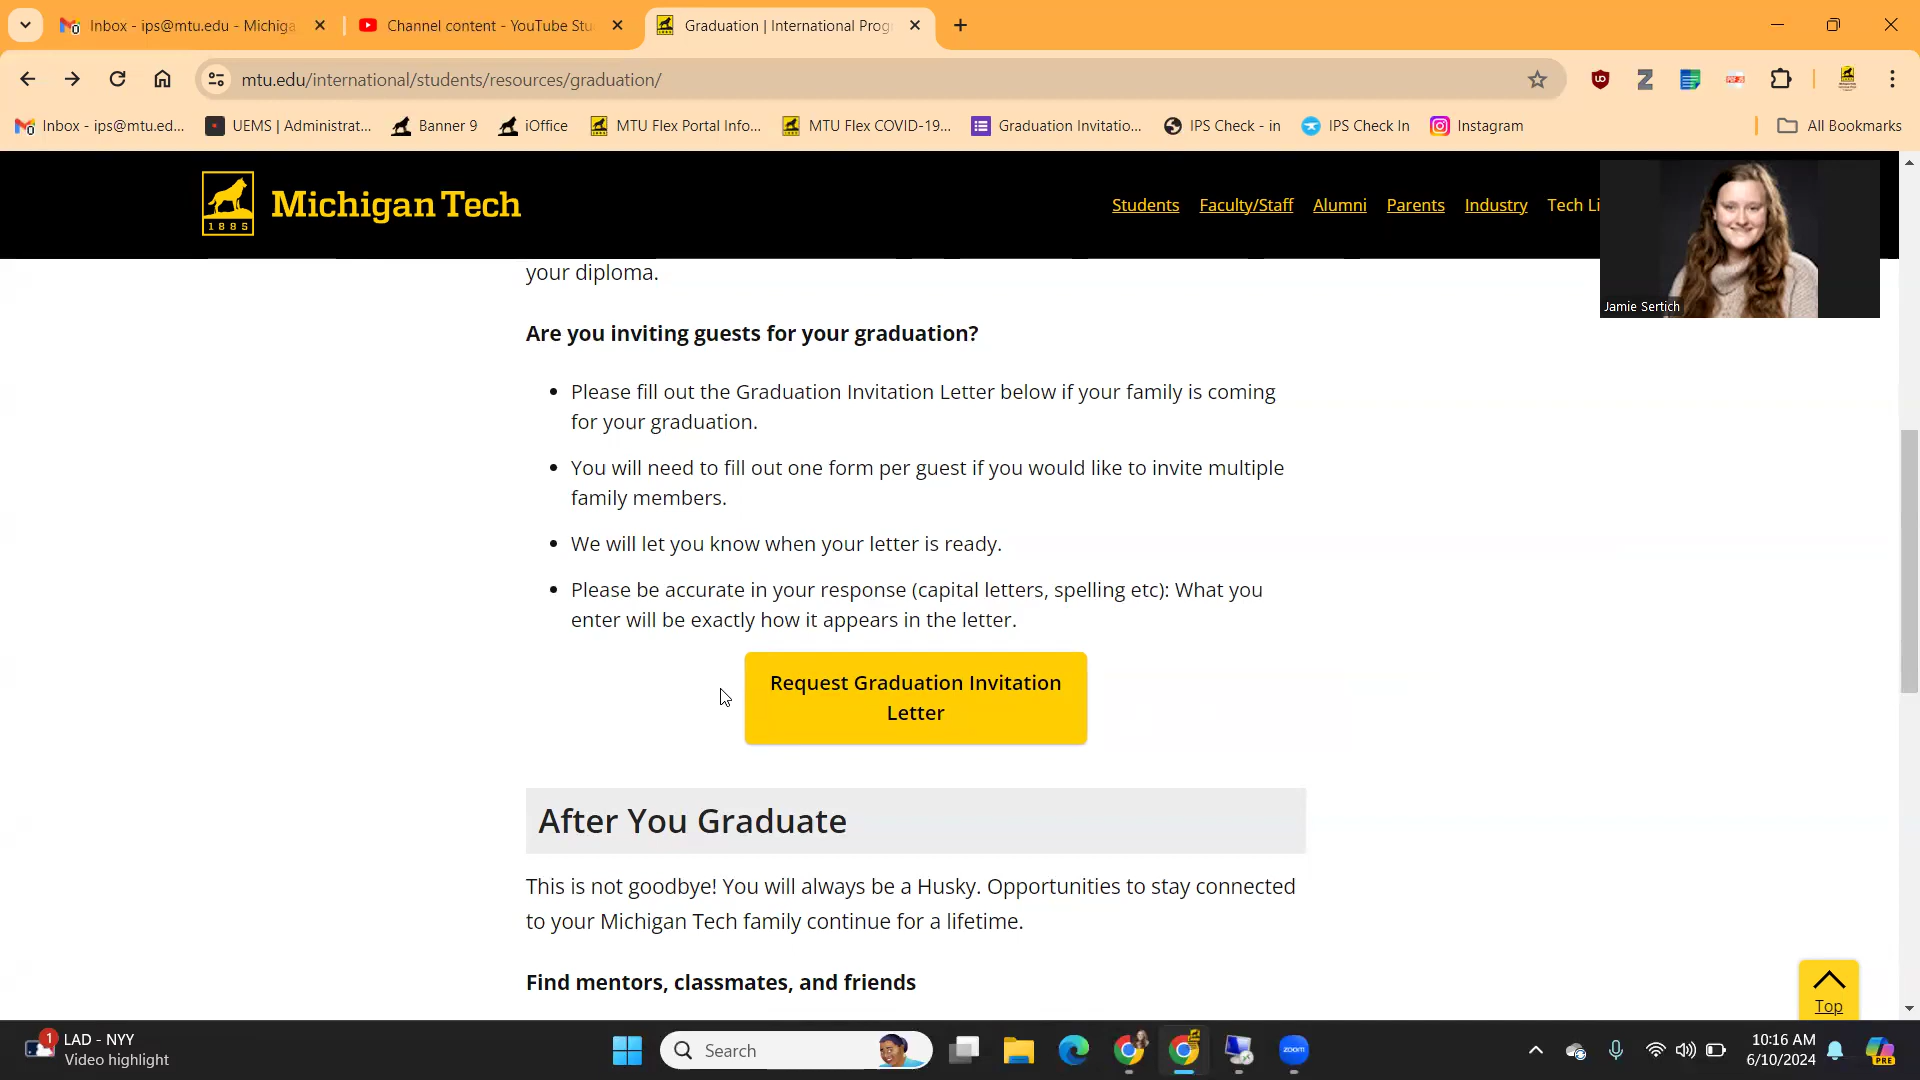 Inbox - ips@mtu.edu - Michiga
Channel content - YouTube Stu
Graduation | International Prog
mtu.edu/international/students/resources/graduation/
Inbox - ips@mtu.ed...
UEMS | Administrat...
Banner 9
iOffice
MTU Flex Portal Info...
MTU Flex COVID-19...
Graduation Invitatio...
IPS Check - in
IPS Check In
Instagram
All Bookmarks
1885
Michigan Tech
Students
Faculty/Staff
Alumni
Parents
Industry
Tech Li
Jamie Sertich
your diploma.
Are you inviting guests for your graduation?
Please fill out the Graduation Invitation Letter below if your family is coming
for your graduation.
You will need to fill out one form per guest if you would like to invite multiple
family members.
We will let you know when your letter is ready.
Please be accurate in your response (capital letters, spelling etc): What you
enter will be exactly how it appears in the letter.
Request Graduation Invitation
Letter
After You Graduate
This is not goodbye! You will always be a Husky. Opportunities to stay connected
to your Michigan Tech family continue for a lifetime.
Find mentors, classmates, and friends
Top
1
LAD - NYY
Video highlight
Search
zoom
10:16 AM
6/10/2024
PRE